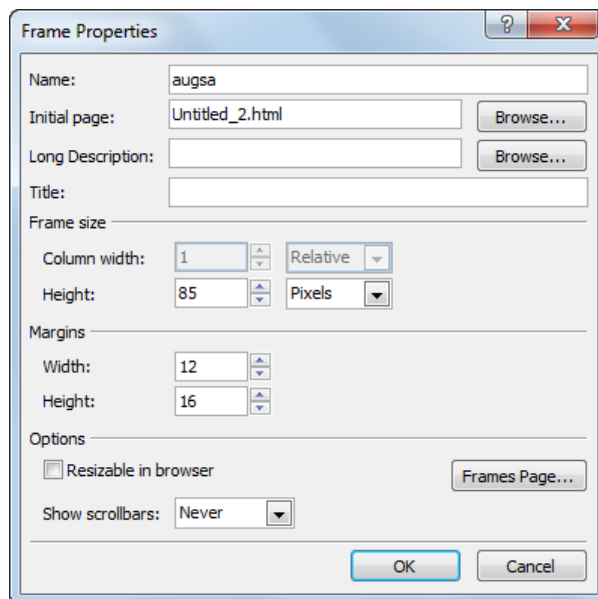 Frame Properties
Name: augsa
Initial page: Untitled_2.html Browse...
Long Description: Browse...
Title:
Frame size
Column width: 1 Relative
Height: 85 Pixels
Margins
Width: 12
Height: 16
Options
Resizable in browser Frames Page...
Show scrollbars: Never
OK Cancel